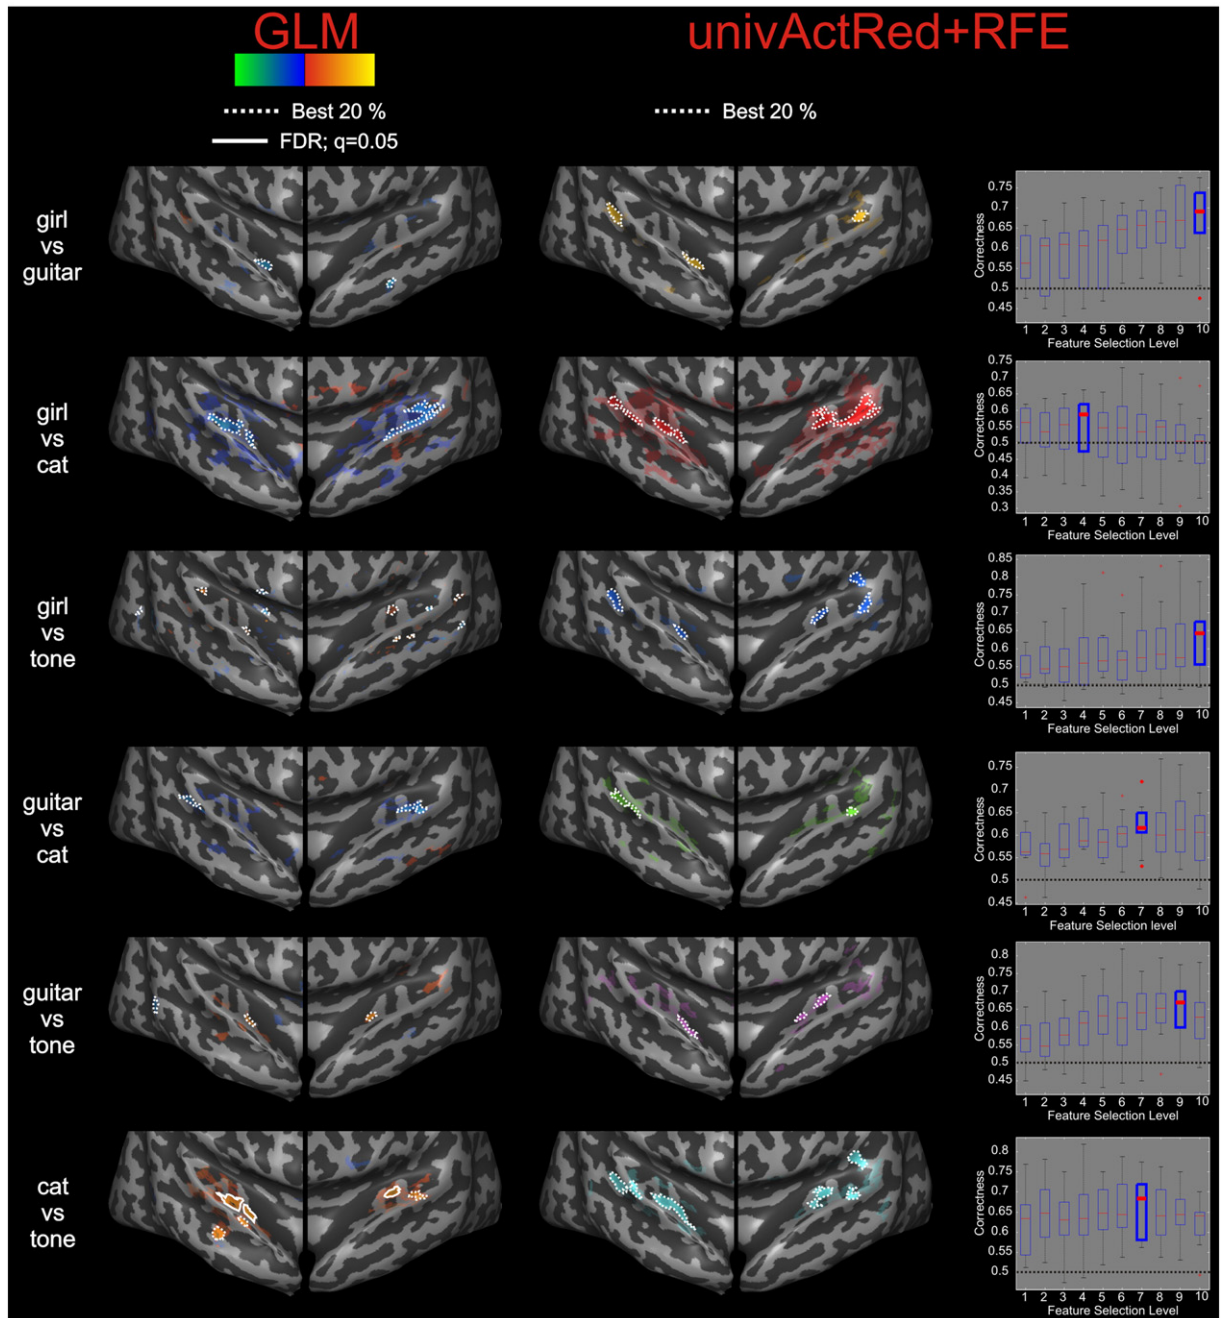 GLM
univActRed+RFE
Best 20 %
Best 20 %
FDR; q=0.05
girl
vs
guitar
Correctness
0.75
0.7
0.65
0.6
0.55
0.5
0.45
1 2 3 4 5 6 7 8 9 10
Feature Selection Level
girl
vs
cat
Correctness
0.75
0.7
0.65
0.6
0.55
0.5
0.45
0.4
0.35
0.3
1 2 3 4 5 6 7 8 9 10
Feature Selection Level
girl
vs
tone
Correctness
0.85
0.8
0.75
0.7
0.65
0.6
0.55
0.5
0.45
1 2 3 4 5 6 7 8 9 10
Feature Selection Level
guitar
vs
cat
Correctness
0.75
0.7
0.65
0.6
0.55
0.5
0.45
1 2 3 4 5 6 7 8 9 10
Feature Selection level
guitar
vs
tone
Correctness
0.8
0.75
0.7
0.65
0.6
0.55
0.5
0.45
1 2 3 4 5 6 7 8 9 10
Feature Selection Level
cat
vs
tone
Correctness
0.8
0.75
0.7
0.65
0.6
0.55
0.5
1 2 3 4 5 6 7 8 9 10
Feature Selection Level